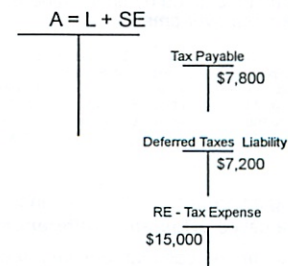 A = L + SE
Tax Payable
$7,800
Deferred Taxes Liability
$7,200
RE - Tax Expense
$15,000